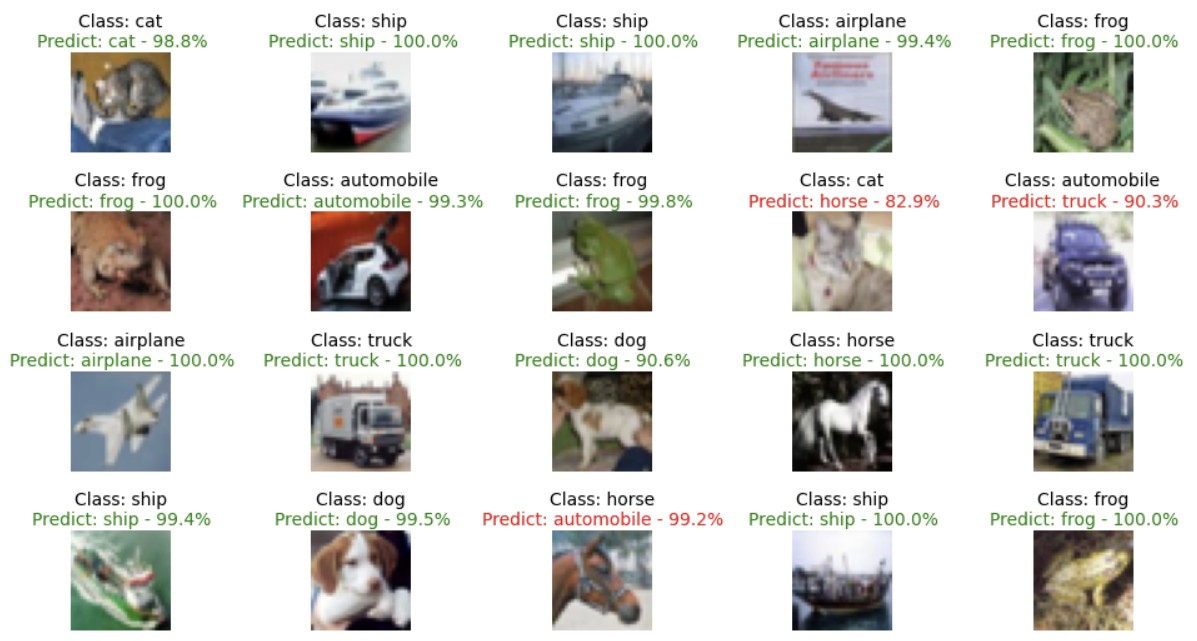 Class: cat
Predict: cat - 98.8%
Class: ship
Predict: ship - 100.0%
Class: ship
Predict: ship - 100.0%
Class: airplane
Predict: airplane - 99.4%
Famous
Airliners
Class: frog
Predict: frog - 100.0%
Class: frog
Predict: frog - 100.0%
Class: automobile
Predict: automobile - 99.3%
Class: frog
Predict: frog - 99.8%
Class: cat
Predict: horse - 82.9%
Class: automobile
Predict: truck - 90.3%
Class: airplane
Predict: airplane - 100.0%
Class: truck
Predict: truck - 100.0%
Class: dog
Predict: dog - 90.6%
Class: horse
Predict: horse - 100.0%
Class: truck
Predict: truck - 100.0%
Class: ship
Predict: ship - 99.4%
Class: dog
Predict: dog - 99.5%
Class: horse
Predict: automobile - 99.2%
Class: ship
Predict: ship - 100.0%
Class: frog
Predict: frog - 100.0%